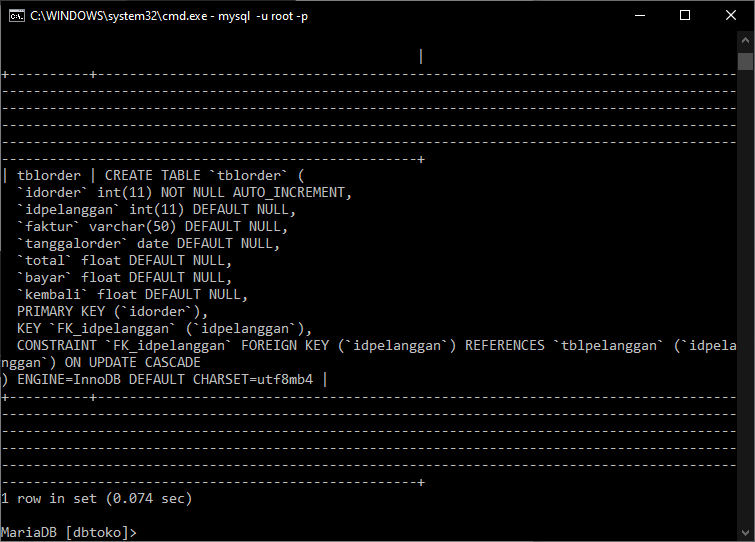 C:\WINDOWS\system32\cmd.exe - mysql  -u root -p
|
+---------+-------------------------------------------------------------------------
------------------------------------------------------------------------------------
------------------------------------------------------------------------------------
------------------------------------------------------------------------------------
------------------------------------------------------------------------------------
-----------------------------------------------+
| tblorder | CREATE TABLE `tblorder` (
  `idorder` int(11) NOT NULL AUTO_INCREMENT,
  `idpelanggan` int(11) DEFAULT NULL,
  `faktur` varchar(50) DEFAULT NULL,
  `tanggalorder` date DEFAULT NULL,
  `total` float DEFAULT NULL,
  `bayar` float DEFAULT NULL,
  `kembali` float DEFAULT NULL,
  PRIMARY KEY (`idorder`),
  KEY `FK_idpelanggan` (`idpelanggan`),
  CONSTRAINT `FK_idpelanggan` FOREIGN KEY (`idpelanggan`) REFERENCES `tblpelanggan` (`idpela
nggan`) ON UPDATE CASCADE
) ENGINE=InnoDB DEFAULT CHARSET=utf8mb4 |
+---------+-------------------------------------------------------------------------
------------------------------------------------------------------------------------
------------------------------------------------------------------------------------
------------------------------------------------------------------------------------
------------------------------------------------------------------------------------
-----------------------------------------------+
1 row in set (0.074 sec)
MariaDB [dbtoko]>